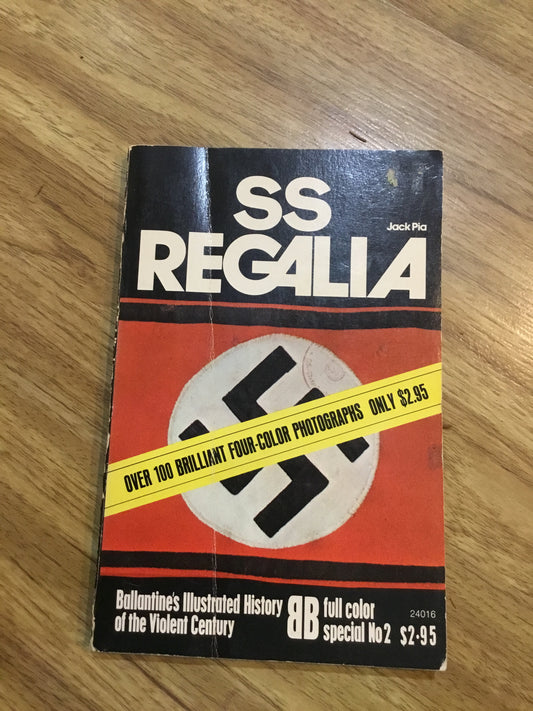 SS
Jack Pia
REGALIA
OVER 100 BRILLIANT FOUR-COLOR PHOTOGRAPHS ONLY $2.95
Ballantine's Illustrated History
of the Violent Century
BB
full color
special No 2
24016
$2·95